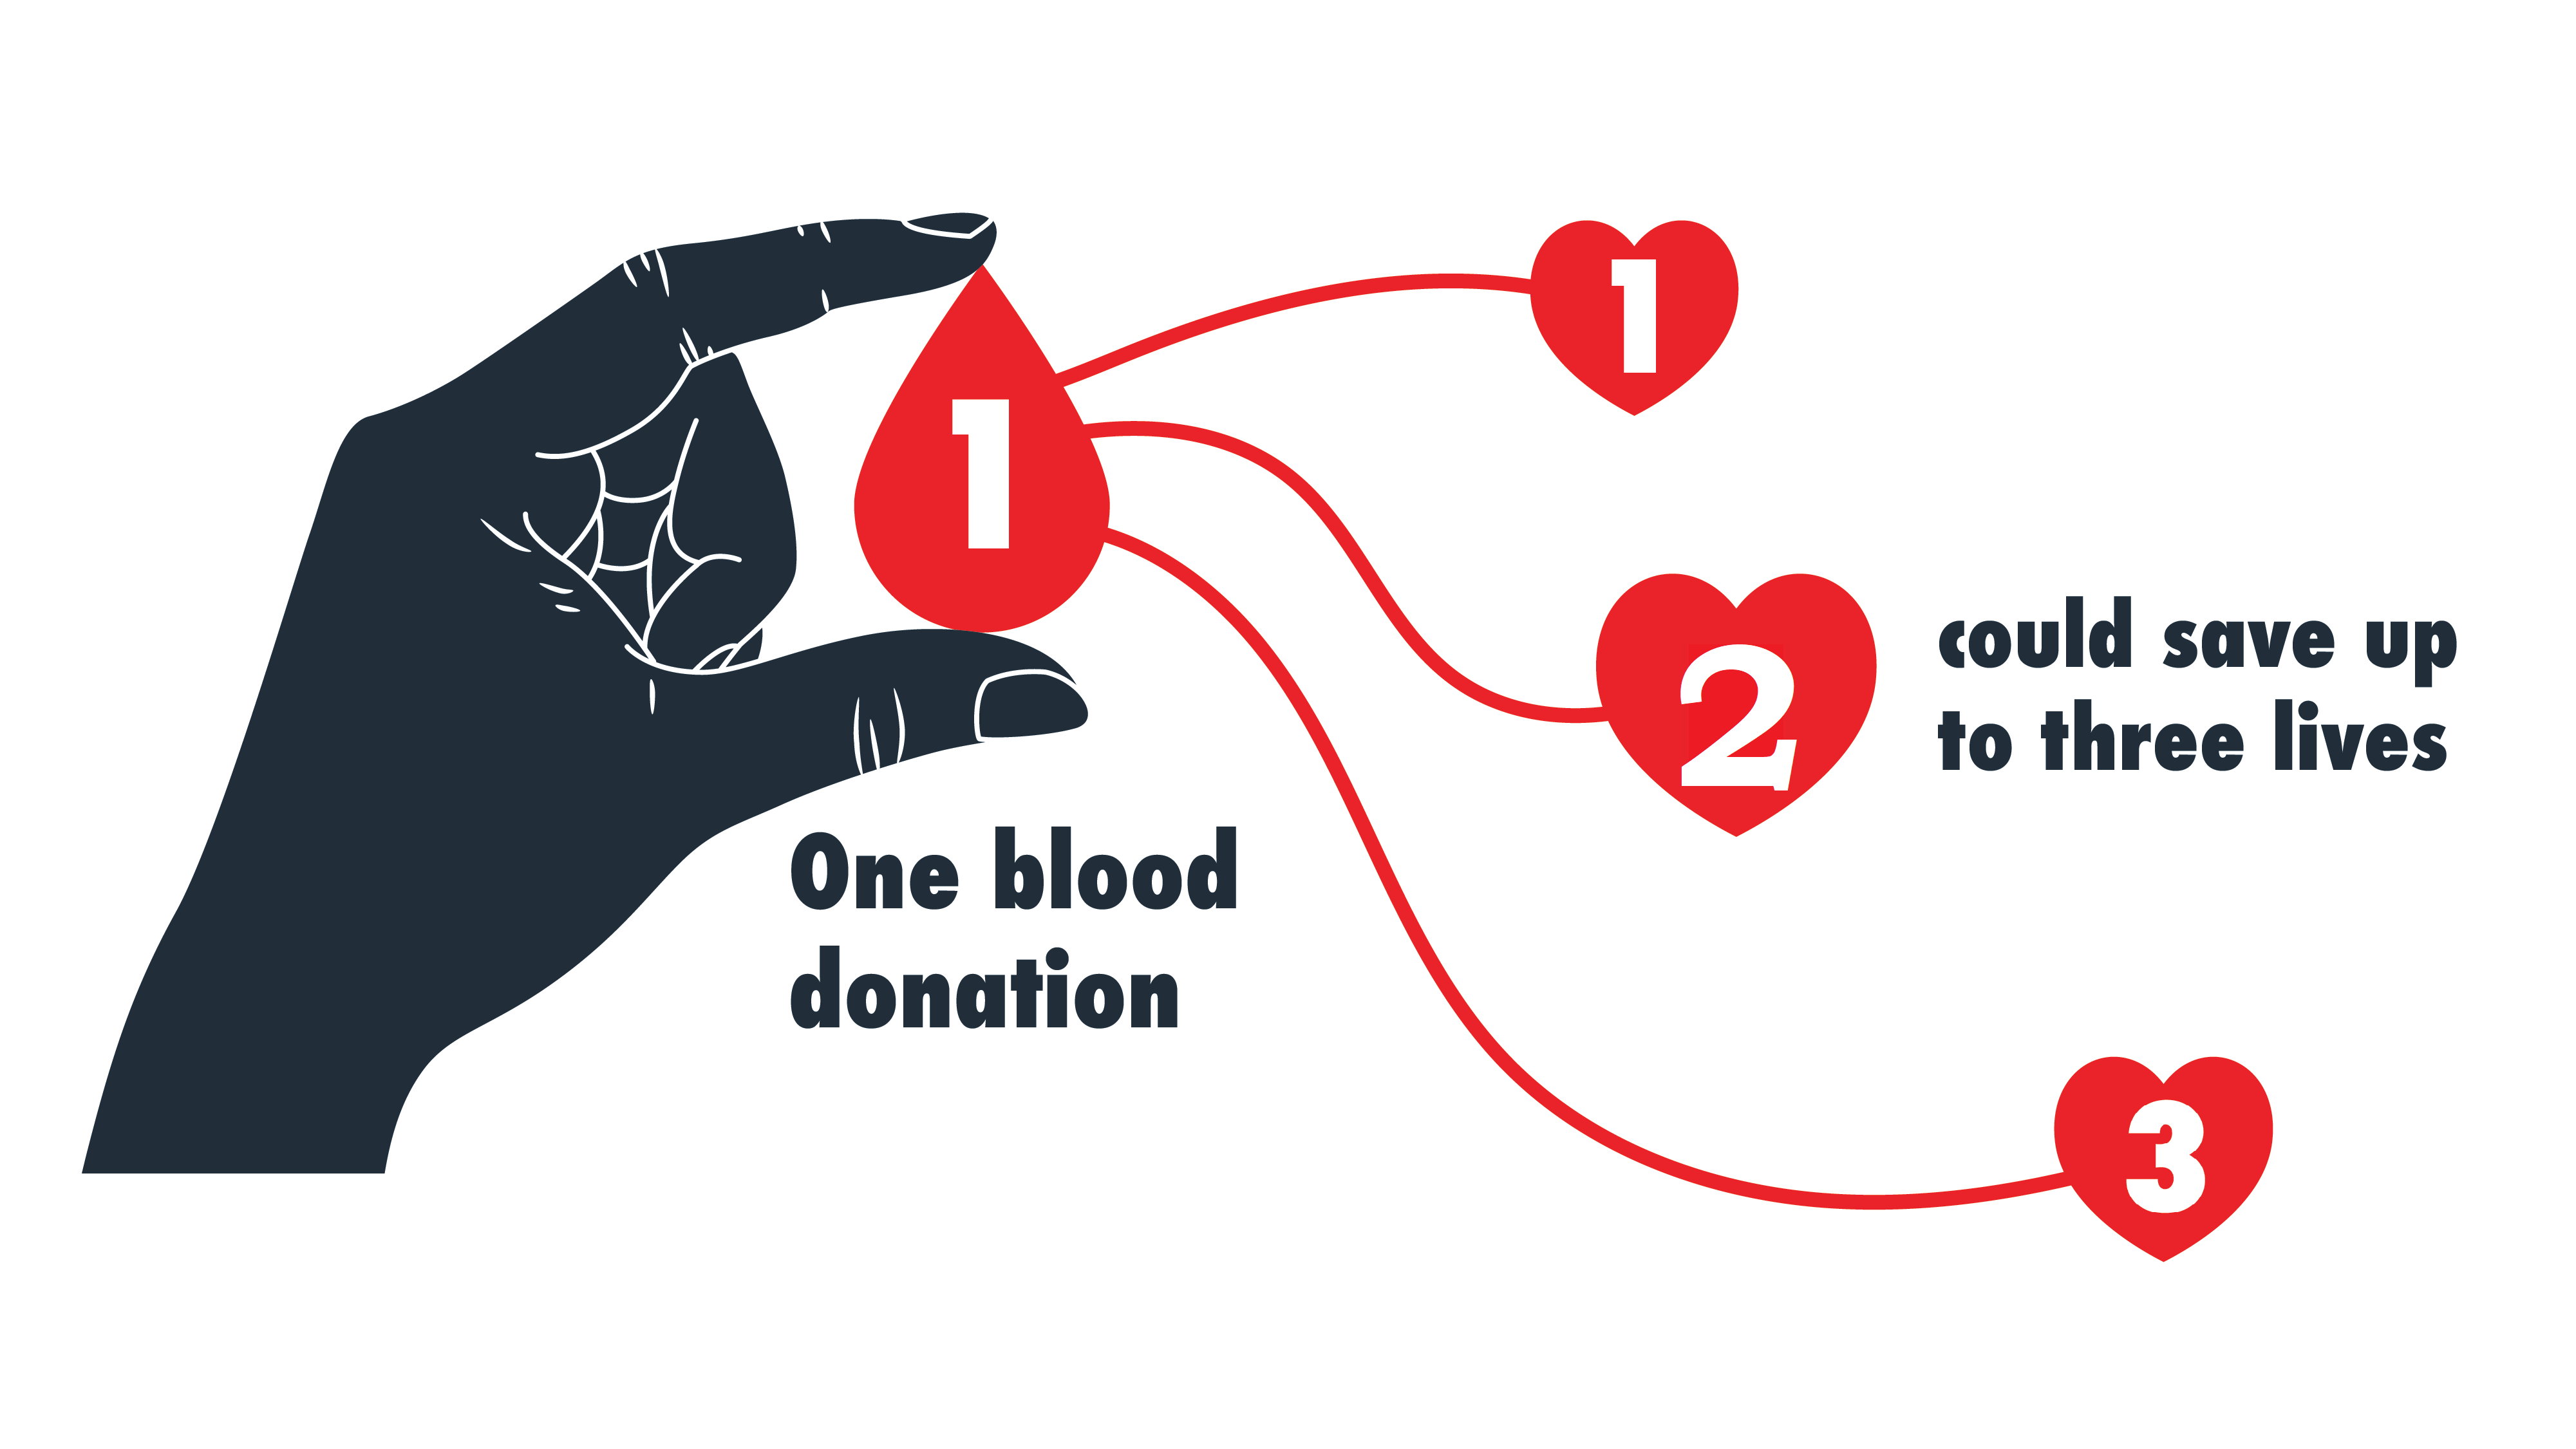 1
1
2
could save up
to three lives
One blood
donation
3